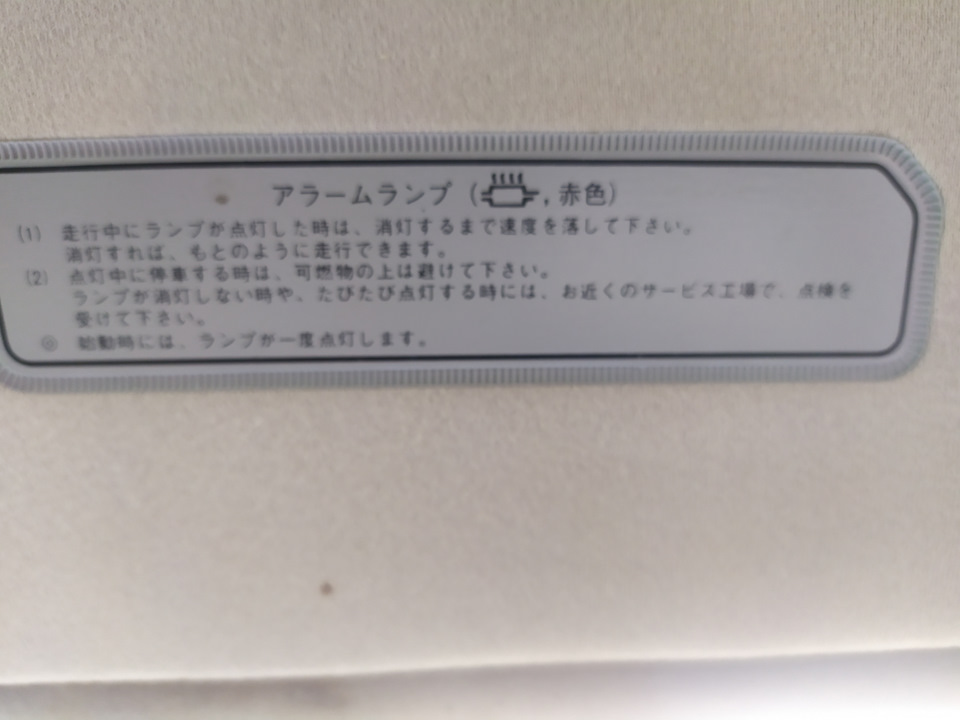 アラームランプ（ , 赤色）
(1) 走行中にランプが点灯した時は、消灯するまで速度を落して下さい。
消灯すれば、もとのように走行できます。
(2) 点灯中に停車する時は、可燃物の上は避けて下さい。
ランプが消灯しない時や、たびたび点灯する時には、お近くのサービス工場で、点検を
受けて下さい。
◎ 始動時には、ランプが一度点灯します。